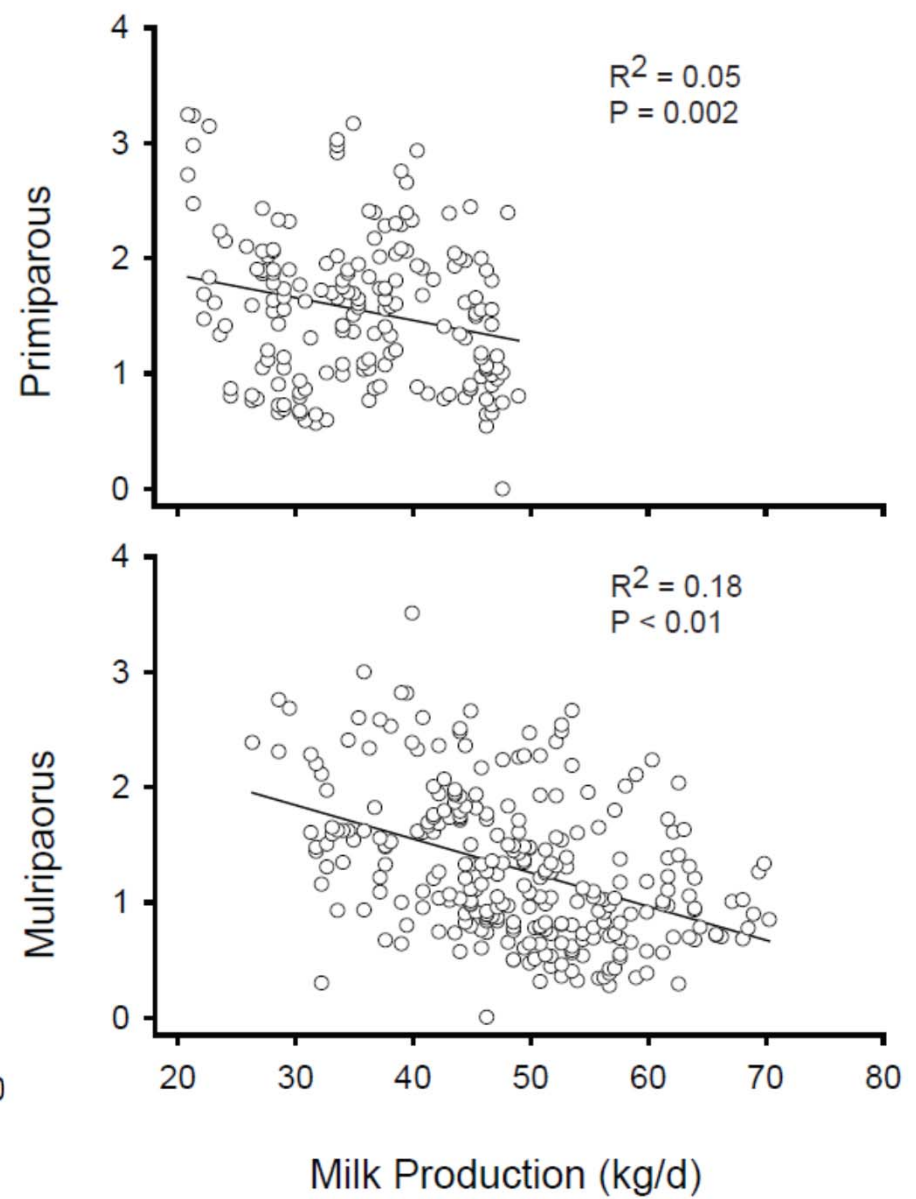 4
R2 = 0.05
P = 0.002
3
Primiparous
2
1
0
4
R2 = 0.18
P < 0.01
3
Mulripaorus
2
1
0
20 30 40 50 60 70 80
Milk Production (kg/d)